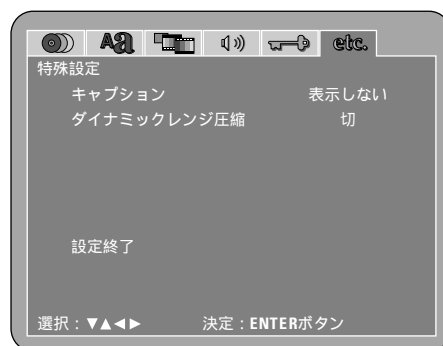 Aあ etc.
特殊設定
キャプション 表示しない
ダイナミックレンジ圧縮 切
設定終了
選択：▼▲◀▶ 決定：ENTERボタン